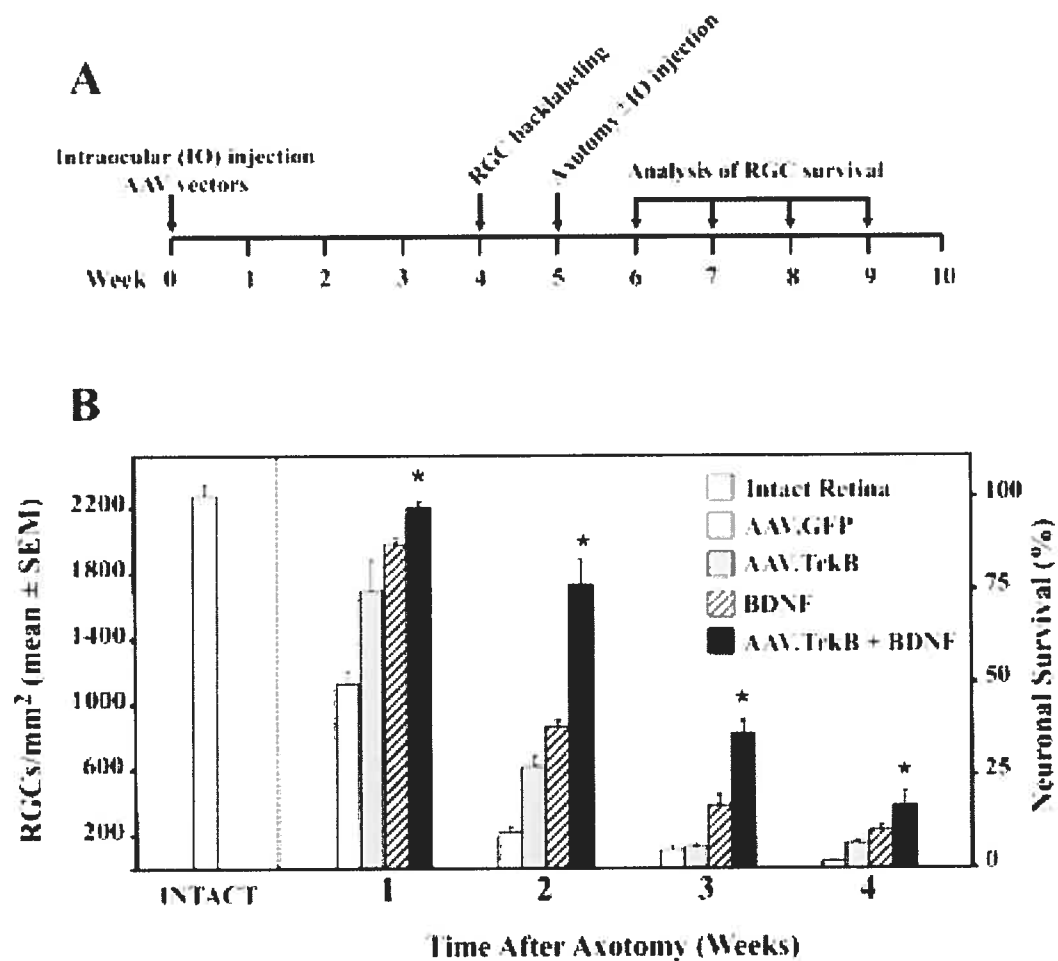 A
Intraocular (IO) injection
AAV vectors
RGC backlabeling
Axotomy ± IO injection
Analysis of RGC survival
Week 0 1 2 3 4 5 6 7 8 9 10
B
RGCs/mm² (mean ± SEM)
2200
1800
1400
1000
600
200
* * * *
Intact Retina
AAV.GFP
AAV.TrkB
BDNF
AAV.TrkB + BDNF
100
75
50
25
0
Neuronal Survival (%)
INTACT 1 2 3 4
Time After Axotomy (Weeks)